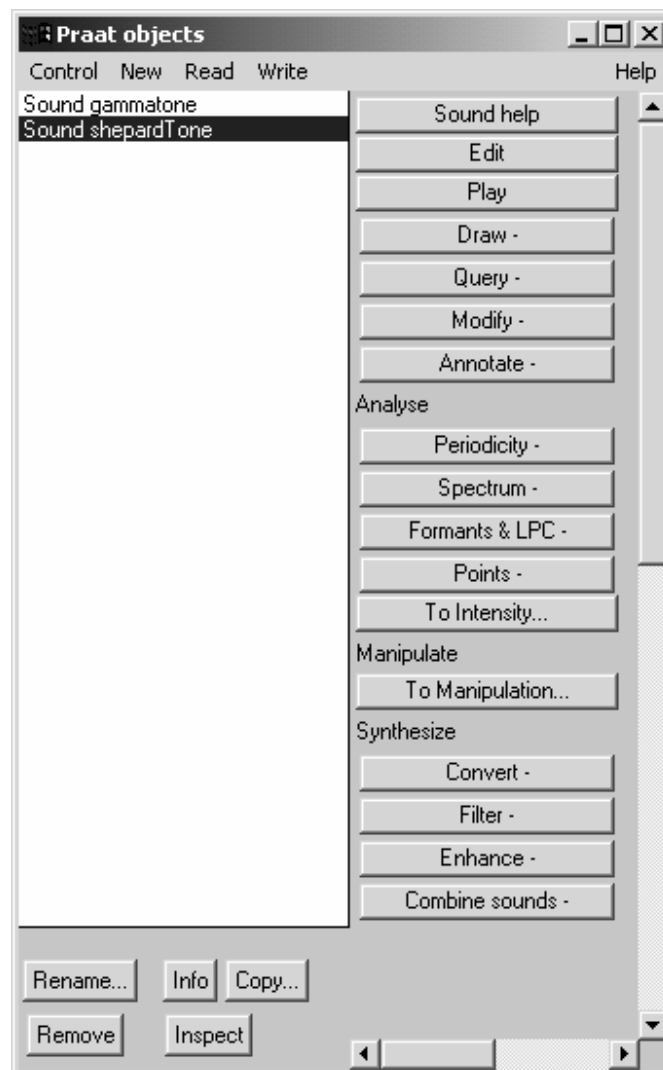 Praat objects
Control New Read Write Help
Sound gammatone
Sound shepardTone
Sound help
Edit
Play
Draw -
Query -
Modify -
Annotate -
Analyse
Periodicity -
Spectrum -
Formants & LPC -
Points -
To Intensity...
Manipulate
To Manipulation...
Synthesize
Convert -
Filter -
Enhance -
Combine sounds -
Rename... Info Copy...
Remove Inspect